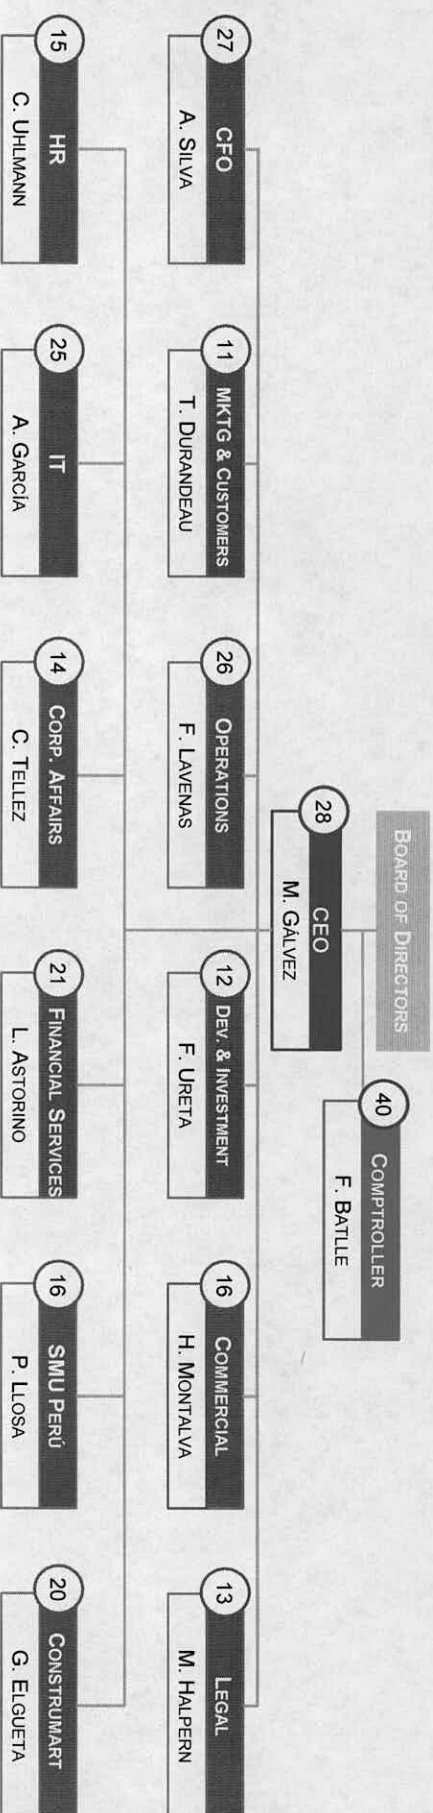 BOARD OF DIRECTORS
40
COMPTROLLER
F. BATLLE
28
CEO
M. GÁLVEZ
27
CFO
A. SILVA
11
MKTG & CUSTOMERS
T. DURANDEAU
26
OPERATIONS
F. LAVENAS
12
DEV. & INVESTMENT
F. URETA
16
COMMERCIAL
H. MONTALVA
13
LEGAL
M. HALPERN
15
HR
C. UHLMANN
25
IT
A. GARCÍA
14
CORP. AFFAIRS
C. TELLEZ
21
FINANCIAL SERVICES
L. ASTORINO
16
SMU PERÚ
P. LLOSA
20
CONSTRUMART
G. ELGUETA